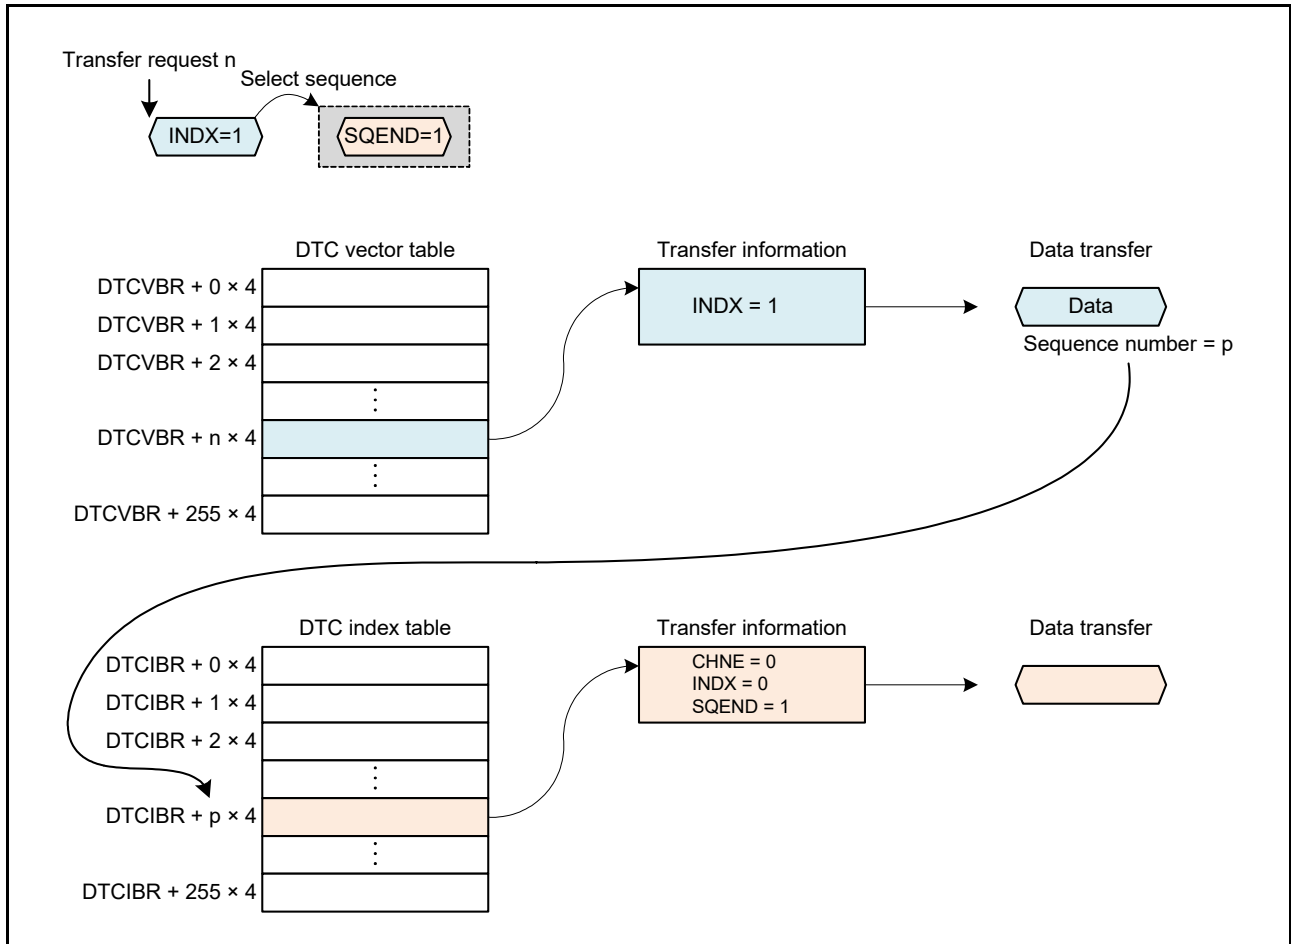 Transfer request n
Select sequence
INDX=1
SQEND=1
DTC vector table
Transfer information
Data transfer
DTCVBR + 0 × 4
DTCVBR + 1 × 4
DTCVBR + 2 × 4
⋮
DTCVBR + n × 4
⋮
DTCVBR + 255 × 4
INDX = 1
Data
Sequence number = p
DTC index table
Transfer information
Data transfer
DTCIBR + 0 × 4
DTCIBR + 1 × 4
DTCIBR + 2 × 4
⋮
DTCIBR + p × 4
⋮
DTCIBR + 255 × 4
CHNE = 0
INDX = 0
SQEND = 1